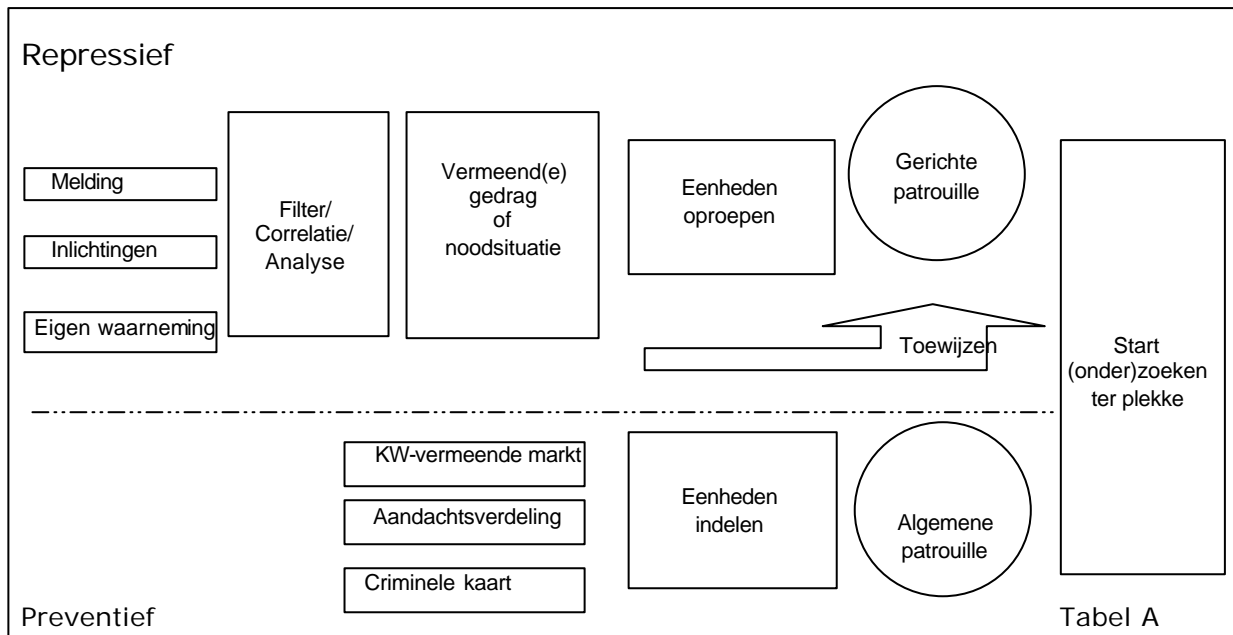 Repressief
Melding
Inlichtingen
Eigen waarneming
Filter/
Correlatie/
Analyse
Vermeend(e)
gedrag
of
noodsituatie
Eenheden
oproepen
Gerichte
patrouille
Toewijzen
Start
(onder)zoeken
ter plekke
KW-vermeende markt
Aandachtsverdeling
Criminele kaart
Eenheden
indelen
Algemene
patrouille
Preventief
Tabel A